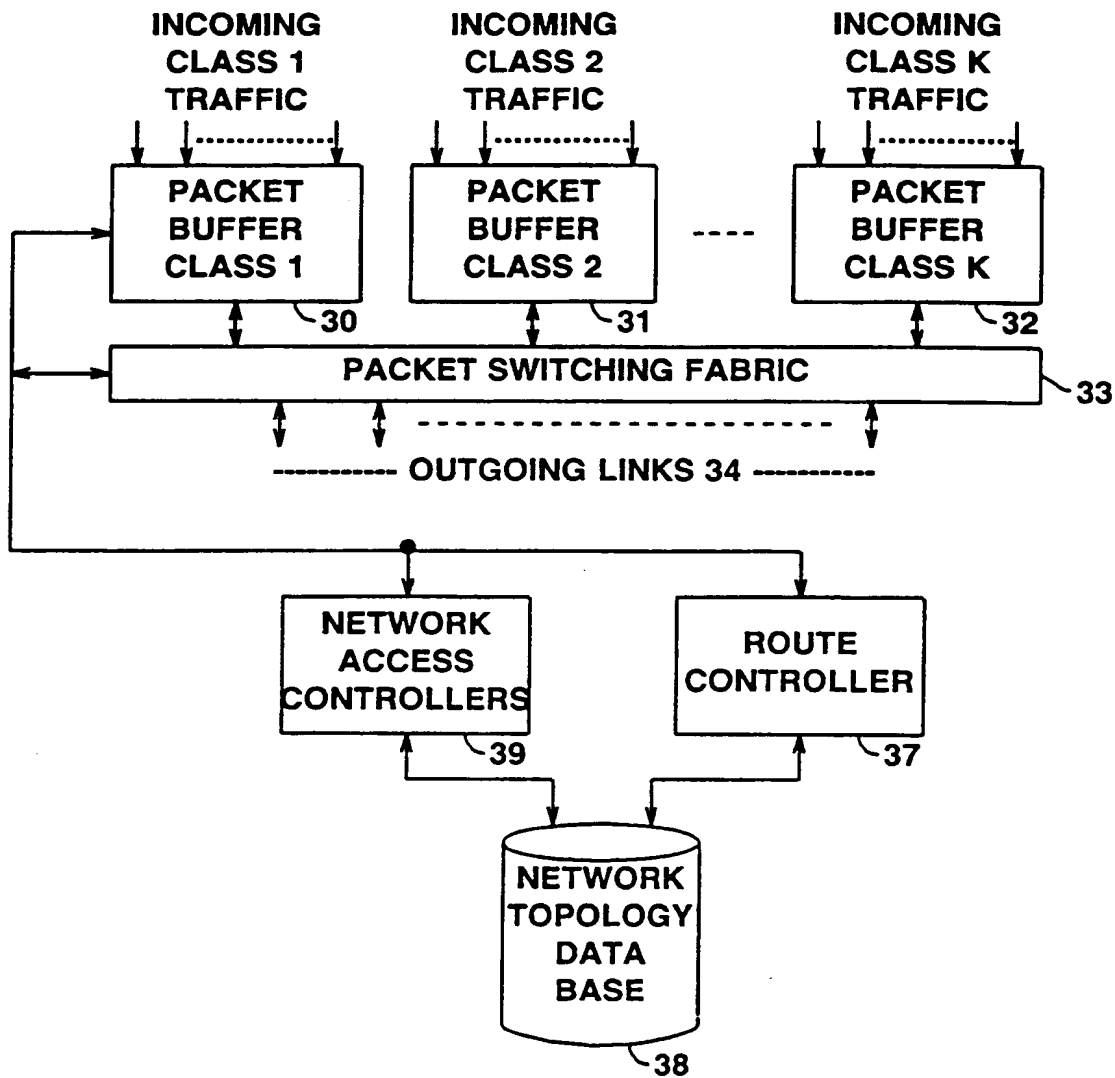 INCOMING CLASS 1 TRAFFIC
INCOMING CLASS 2 TRAFFIC
INCOMING CLASS K TRAFFIC
PACKET BUFFER CLASS 1
30
PACKET BUFFER CLASS 2
31
PACKET BUFFER CLASS K
32
PACKET SWITCHING FABRIC
33
OUTGOING LINKS 34
NETWORK ACCESS CONTROLLERS
39
ROUTE CONTROLLER
37
NETWORK TOPOLOGY DATA BASE
38